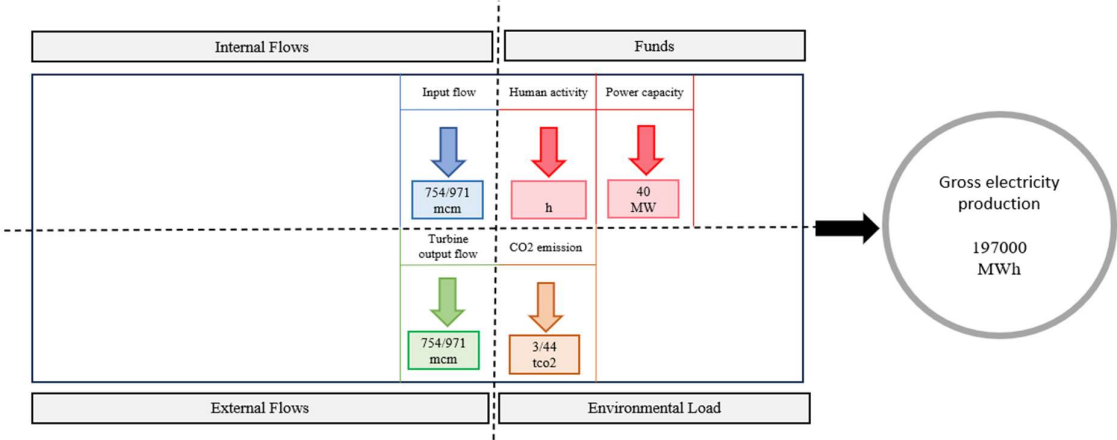 Internal Flows
Funds
Input flow
Human activity
Power capacity
754/971
mcm
h
40
MW
Turbine
output flow
CO2 emission
754/971
mcm
3/44
tco2
External Flows
Environmental Load
Gross electricity
production
197000
MWh